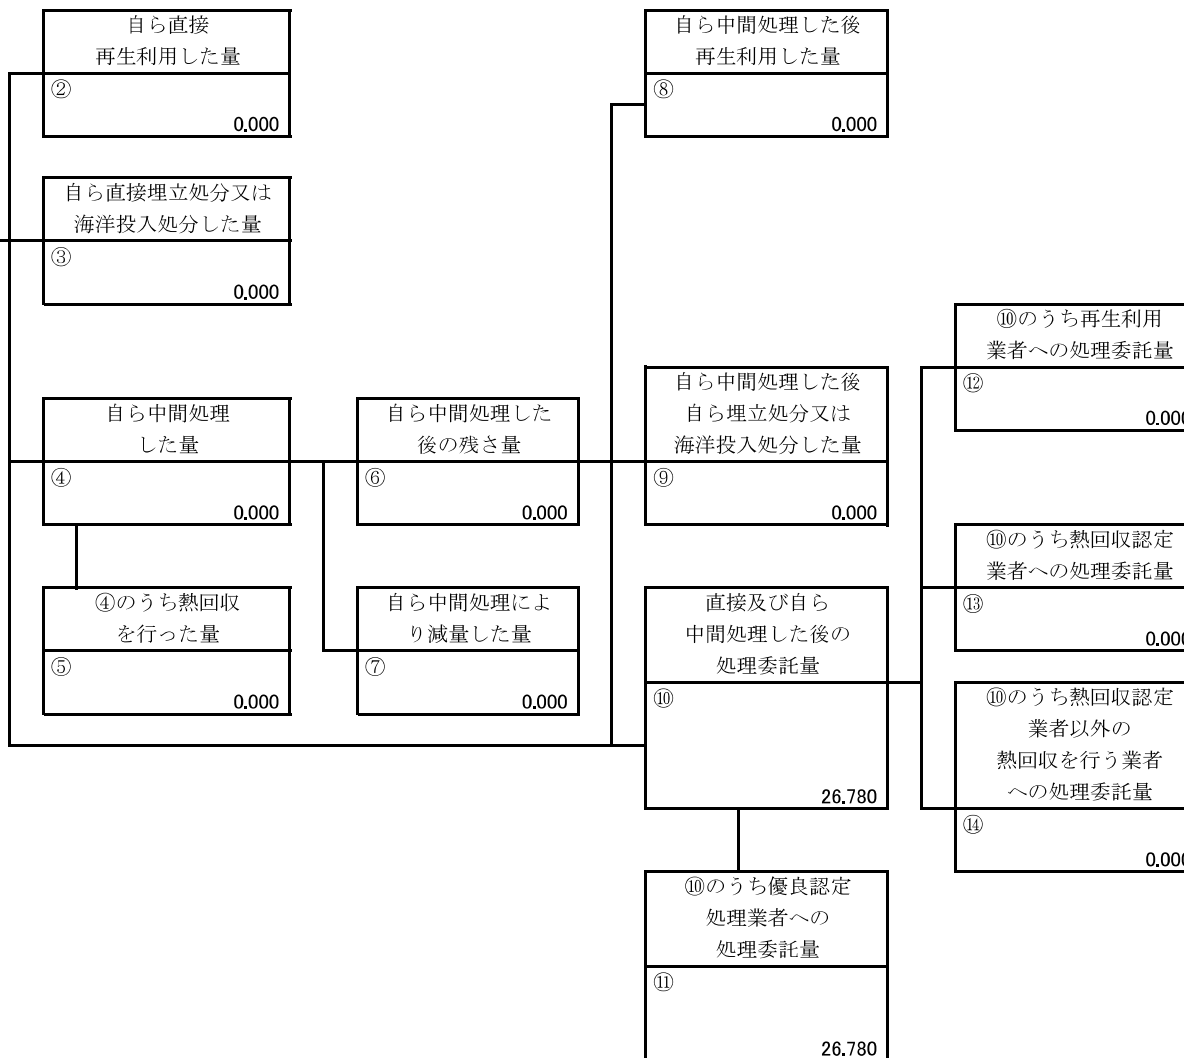 自ら直接
再生利用した量
②
0.000
自ら中間処理した後
再生利用した量
⑧
0.000
自ら直接埋立処分又は
海洋投入処分した量
③
0.000
⑩のうち再生利用
業者への処理委託量
⑫
0.000
自ら中間処理
した量
④
0.000
自ら中間処理した
後の残さ量
⑥
0.000
自ら中間処理した後
自ら埋立処分又は
海洋投入処分した量
⑨
0.000
⑩のうち熱回収認定
業者への処理委託量
⑬
0.000
④のうち熱回収
を行った量
⑤
0.000
自ら中間処理によ
り減量した量
⑦
0.000
直接及び自ら
中間処理した後の
処理委託量
⑩
26.780
⑩のうち熱回収認定
業者以外の
熱回収を行う業者
への処理委託量
⑭
0.000
⑩のうち優良認定
処理業者への
処理委託量
⑪
26.780